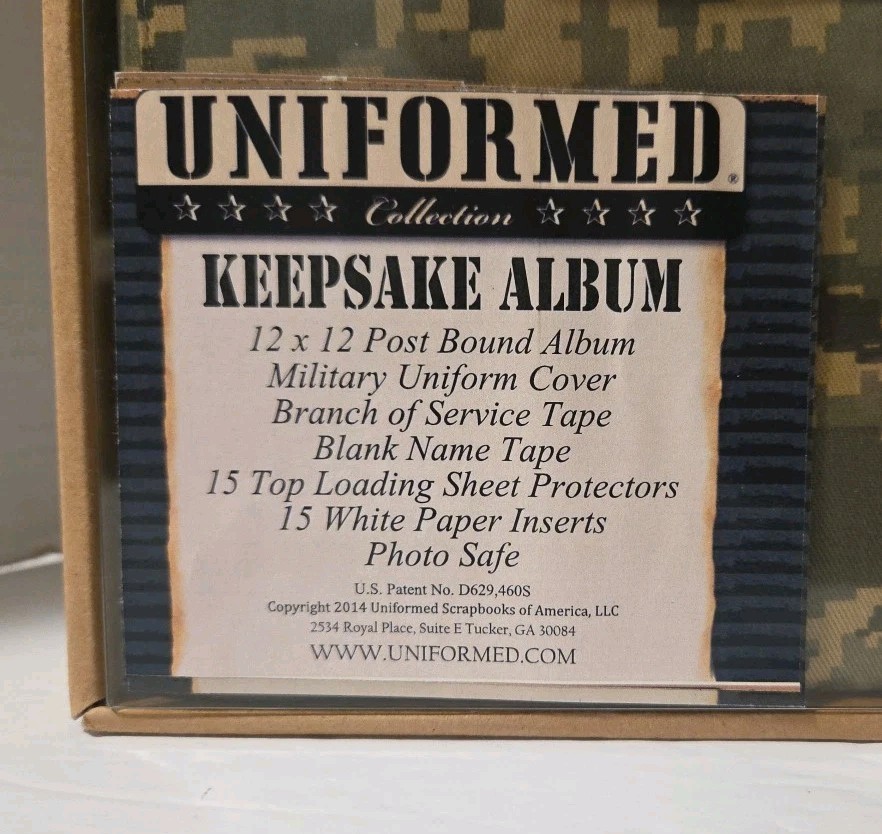 UNIFORMED®
Collection
KEEPSAKE ALBUM
12 x 12 Post Bound Album
Military Uniform Cover
Branch of Service Tape
Blank Name Tape
15 Top Loading Sheet Protectors
15 White Paper Inserts
Photo Safe
U.S. Patent No. D629,460S
Copyright 2014 Uniformed Scrapbooks of America, LLC
2534 Royal Place, Suite E Tucker, GA 30084
WWW.UNIFORMED.COM